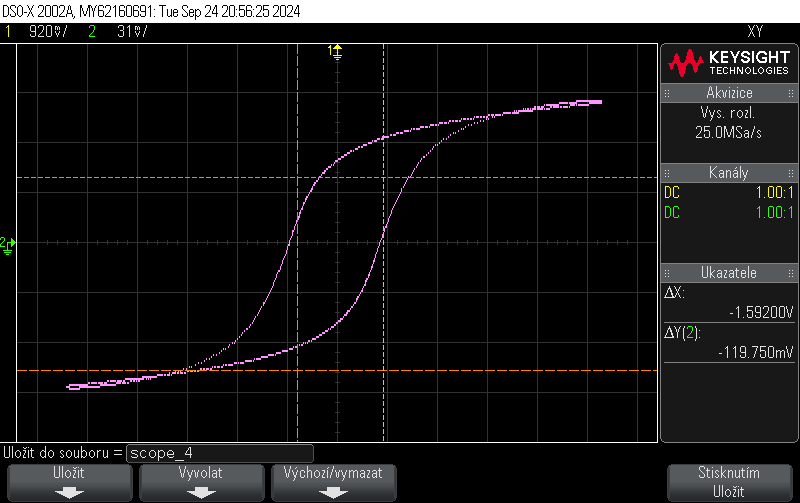 DSO-X 2002A, MY62160691: Tue Sep 24 20:56:25 2024
1 920mV/ 2 31mV/ XY
1
2
KEYSIGHT
TECHNOLOGIES
Akvizice
Vys. rozl.
25.0MSa/s
Kanály
DC 1.00:1
DC 1.00:1
Ukazatele
ΔX:
-1.59200V
ΔY(2):
-119.750mV
Uložit do souboru = scope_4
Uložit
Vyvolat
Výchozí/vymazat
Stisknutím
Uložit